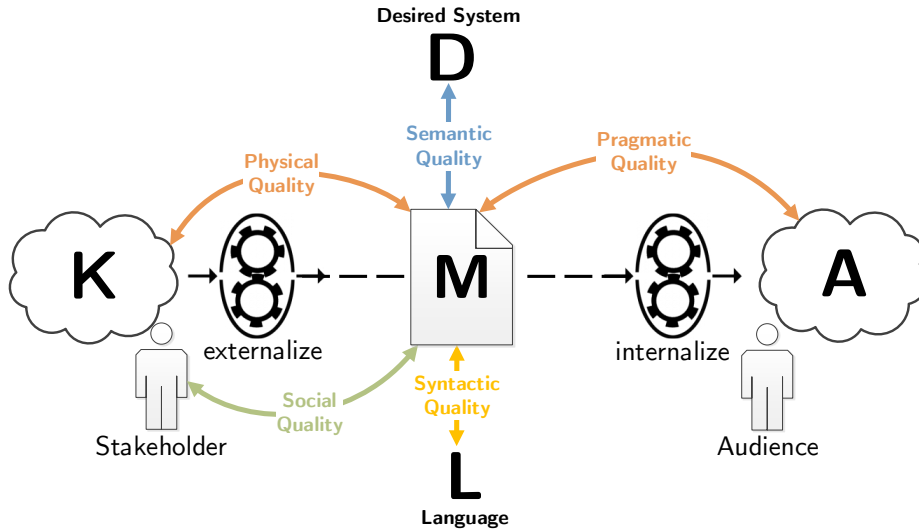 Desired System
D
Semantic
Quality
Physical
Quality
Pragmatic
Quality
K
M
A
externalize
internalize
Social
Quality
Syntactic
Quality
Stakeholder
Audience
L
Language